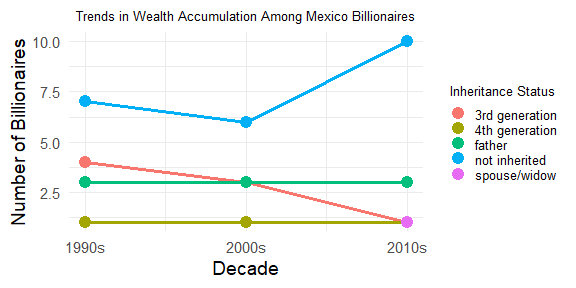 Trends in Wealth Accumulation Among Mexico Billionaires
Number of Billionaires
10.0
7.5
5.0
2.5
1990s
2000s
2010s
Decade
Inheritance Status
3rd generation
4th generation
father
not inherited
spouse/widow